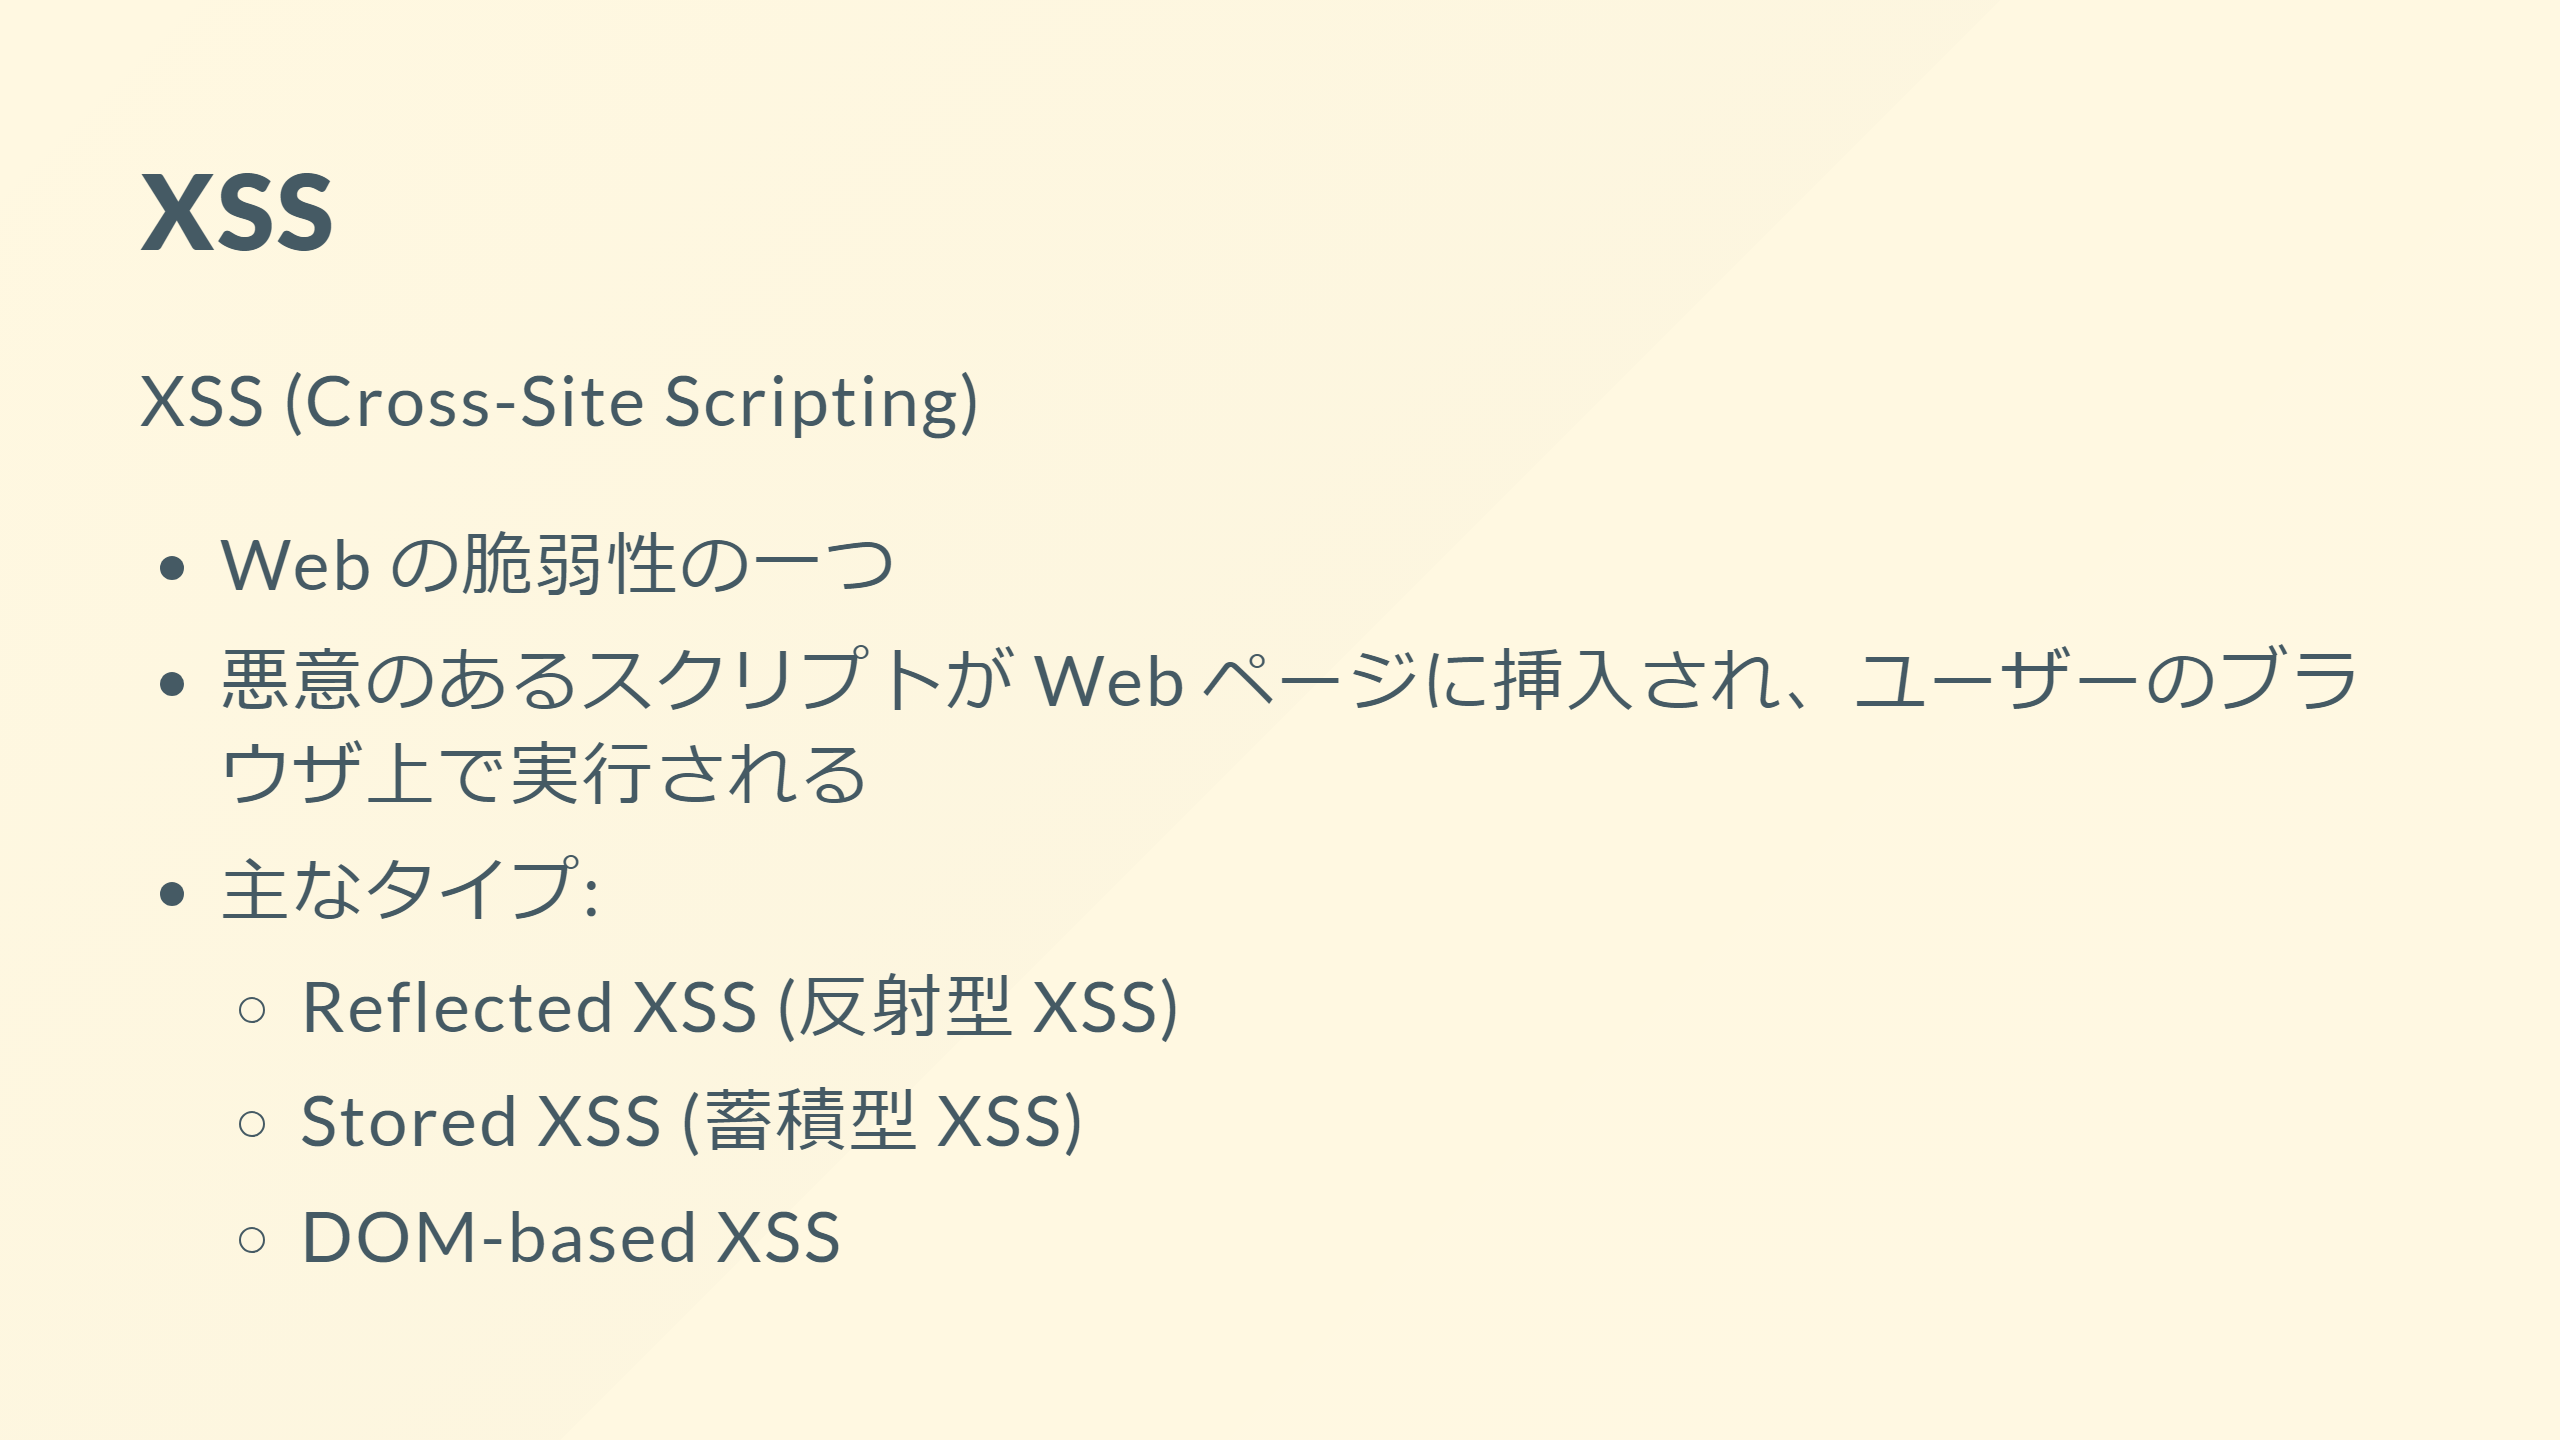 XSS
XSS (Cross-Site Scripting)
• Web の脆弱性の一つ
• 悪意のあるスクリプトが Web ページに挿入され、ユーザーのブラ
ウザ上で実行される
• 主なタイプ:
○ Reflected XSS (反射型 XSS)
○ Stored XSS (蓄積型 XSS)
○ DOM-based XSS